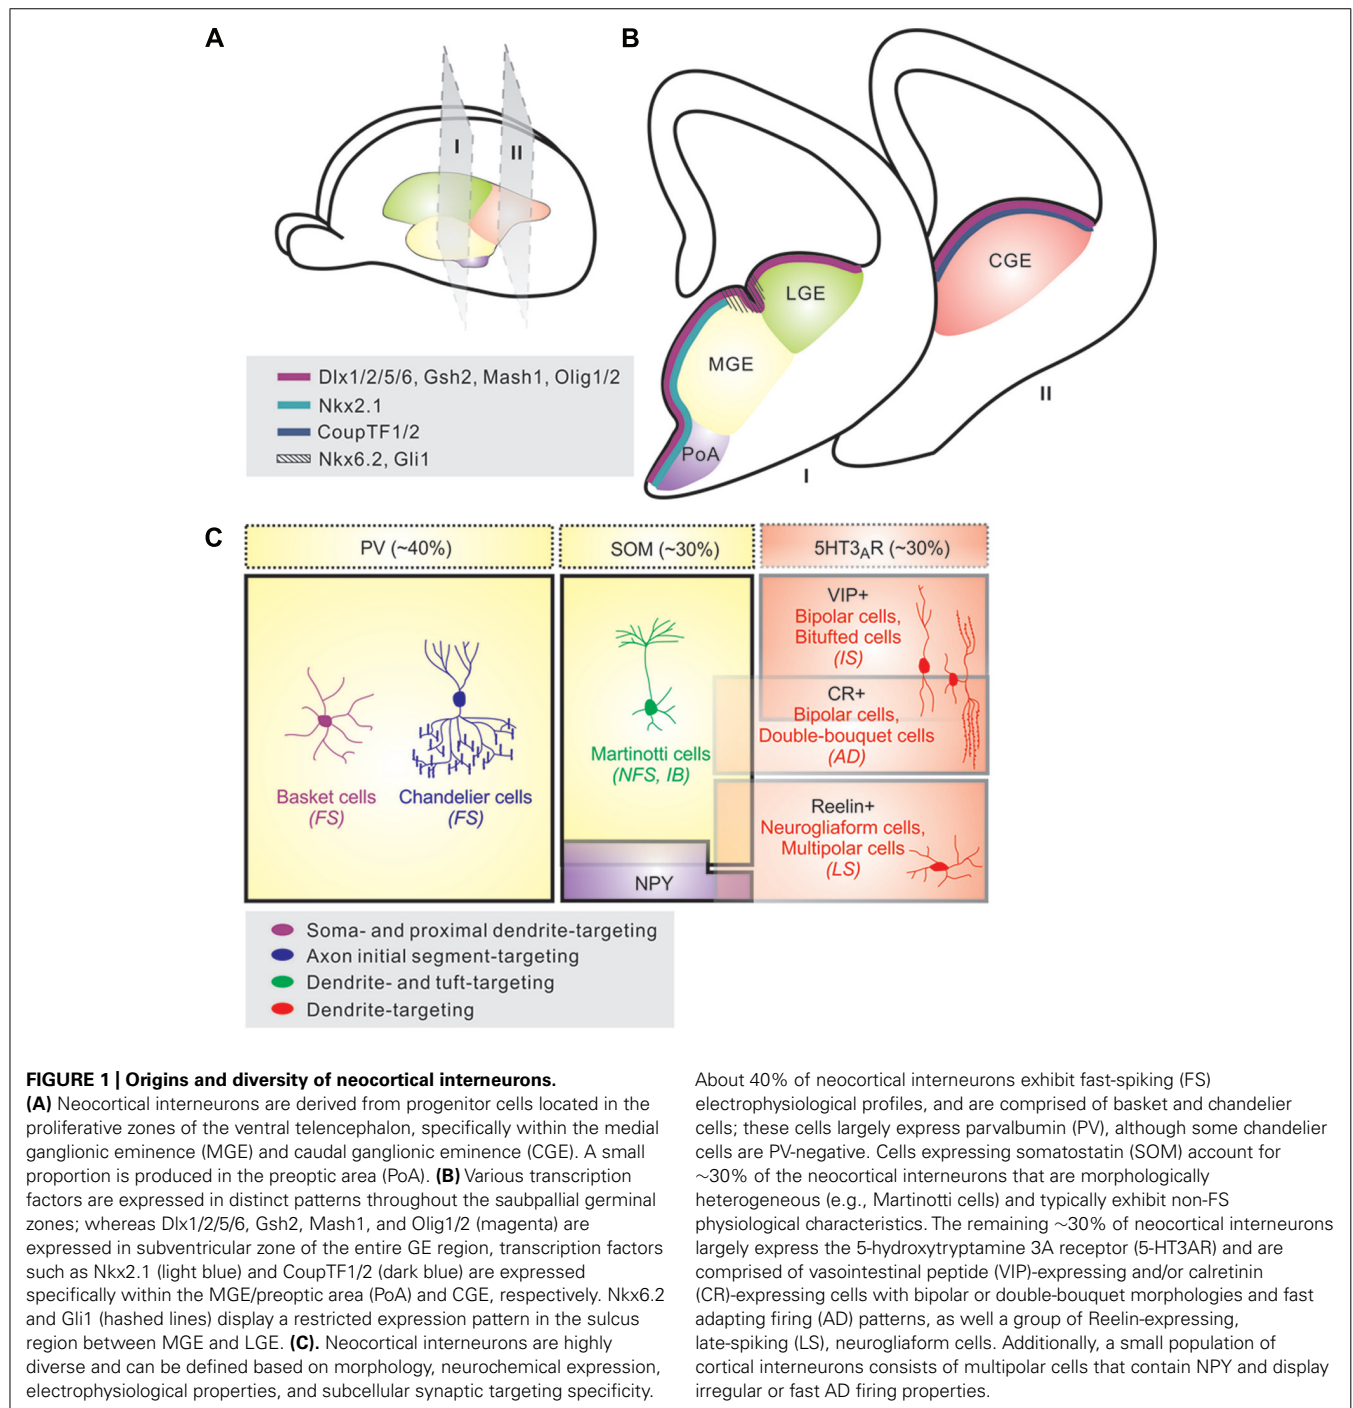 A
B
I
II
LGE
MGE
PoA
CGE
I
II
Dlx1/2/5/6, Gsh2, Mash1, Olig1/2
Nkx2.1
CoupTF1/2
Nkx6.2, Gli1
C
PV (~40%)
SOM (~30%)
5HT3AR (~30%)
Basket cells
(FS)
Chandelier cells
(FS)
Martinotti cells
(NFS, IB)
NPY
VIP+
Bipolar cells,
Bitufted cells
(IS)
CR+
Bipolar cells,
Double-bouquet cells
(AD)
Reelin+
Neurogliaform cells,
Multipolar cells
(LS)
Soma- and proximal dendrite-targeting
Axon initial segment-targeting
Dendrite- and tuft-targeting
Dendrite-targeting
FIGURE 1 | Origins and diversity of neocortical interneurons.
(A) Neocortical interneurons are derived from progenitor cells located in the
proliferative zones of the ventral telencephalon, specifically within the medial
ganglionic eminence (MGE) and caudal ganglionic eminence (CGE). A small
proportion is produced in the preoptic area (PoA). (B) Various transcription
factors are expressed in distinct patterns throughout the saubpallial germinal
zones; whereas Dlx1/2/5/6, Gsh2, Mash1, and Olig1/2 (magenta) are
expressed in subventricular zone of the entire GE region, transcription factors
such as Nkx2.1 (light blue) and CoupTF1/2 (dark blue) are expressed
specifically within the MGE/preoptic area (PoA) and CGE, respectively. Nkx6.2
and Gli1 (hashed lines) display a restricted expression pattern in the sulcus
region between MGE and LGE. (C). Neocortical interneurons are highly
diverse and can be defined based on morphology, neurochemical expression,
electrophysiological properties, and subcellular synaptic targeting specificity.
About 40% of neocortical interneurons exhibit fast-spiking (FS)
electrophysiological profiles, and are comprised of basket and chandelier
cells; these cells largely express parvalbumin (PV), although some chandelier
cells are PV-negative. Cells expressing somatostatin (SOM) account for
~30% of the neocortical interneurons that are morphologically
heterogeneous (e.g., Martinotti cells) and typically exhibit non-FS
physiological characteristics. The remaining ~30% of neocortical interneurons
largely express the 5-hydroxytryptamine 3A receptor (5-HT3AR) and are
comprised of vasointestinal peptide (VIP)-expressing and/or calretinin
(CR)-expressing cells with bipolar or double-bouquet morphologies and fast
adapting firing (AD) patterns, as well a group of Reelin-expressing,
late-spiking (LS), neurogliaform cells. Additionally, a small population of
cortical interneurons consists of multipolar cells that contain NPY and display
irregular or fast AD firing properties.